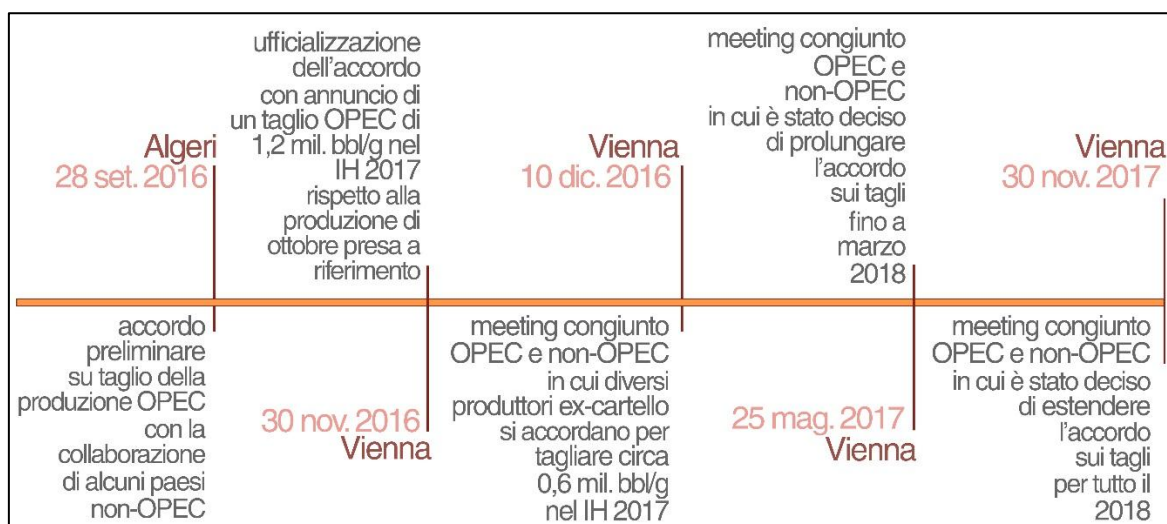 Algeri
28 set. 2016
accordo
preliminare
su taglio della
produzione OPEC
con la
collaborazione
di alcuni paesi
non-OPEC
ufficializzazione
dell'accordo
con annuncio di
un taglio OPEC di
1,2 mil. bbl/g nel
IH 2017
rispetto alla
produzione di
ottobre presa a
riferimento
30 nov. 2016
Vienna
Vienna
10 dic. 2016
meeting congiunto
OPEC e non-OPEC
in cui diversi
produttori ex-cartello
si accordano per
tagliare circa
0,6 mil. bbl/g
nel IH 2017
meeting congiunto
OPEC e
non-OPEC
in cui è stato deciso
di prolungare
l'accordo
sui tagli
fino a
marzo
2018
25 mag. 2017
Vienna
Vienna
30 nov. 2017
meeting congiunto
OPEC e non-OPEC
in cui è stato deciso
di estendere
l'accordo
sui tagli
per tutto il
2018